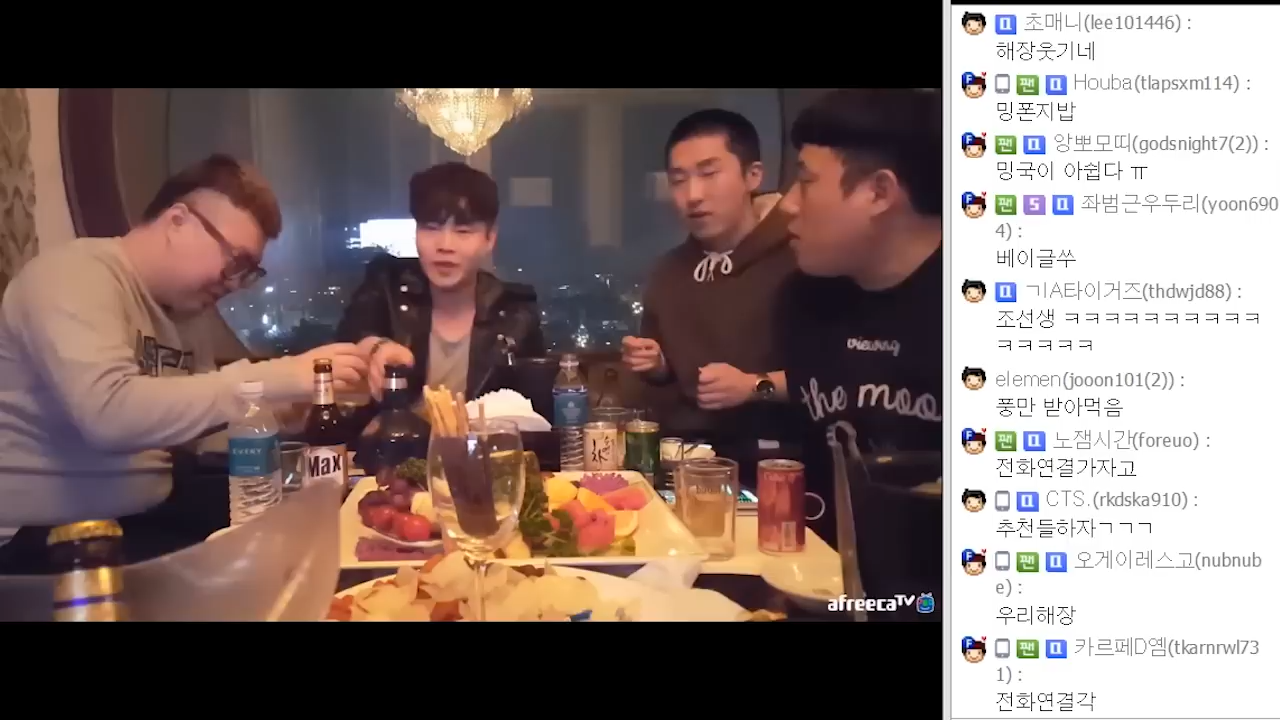 초매니(lee101446) :
해장웃기네
Houba(tlapsxm114) :
밍폰지밥
앙뽀모띠(godsnight7(2)) :
밍국이 아쉽다 ㅠ
좌범근우두리(yoon690
4) :
베이글쑤
ㄱl A타이거즈(thdwjd88) :
조선생 ㅋㅋㅋㅋㅋㅋㅋㅋㅋㅋ
ㅋㅋㅋㅋㅋ
elemen(jooon101(2)) :
풍만 받아먹음
노잼시간(foreuo) :
전화연결가자고
CTS.(rkdska910) :
추천들하자ㄱㄱㄱ
오게이레스고(nubnub
e) :
우리해장
카르페D옘(tkarnrwl73
1) :
전화연결각
viewing
the moo
Max
afreecaTV